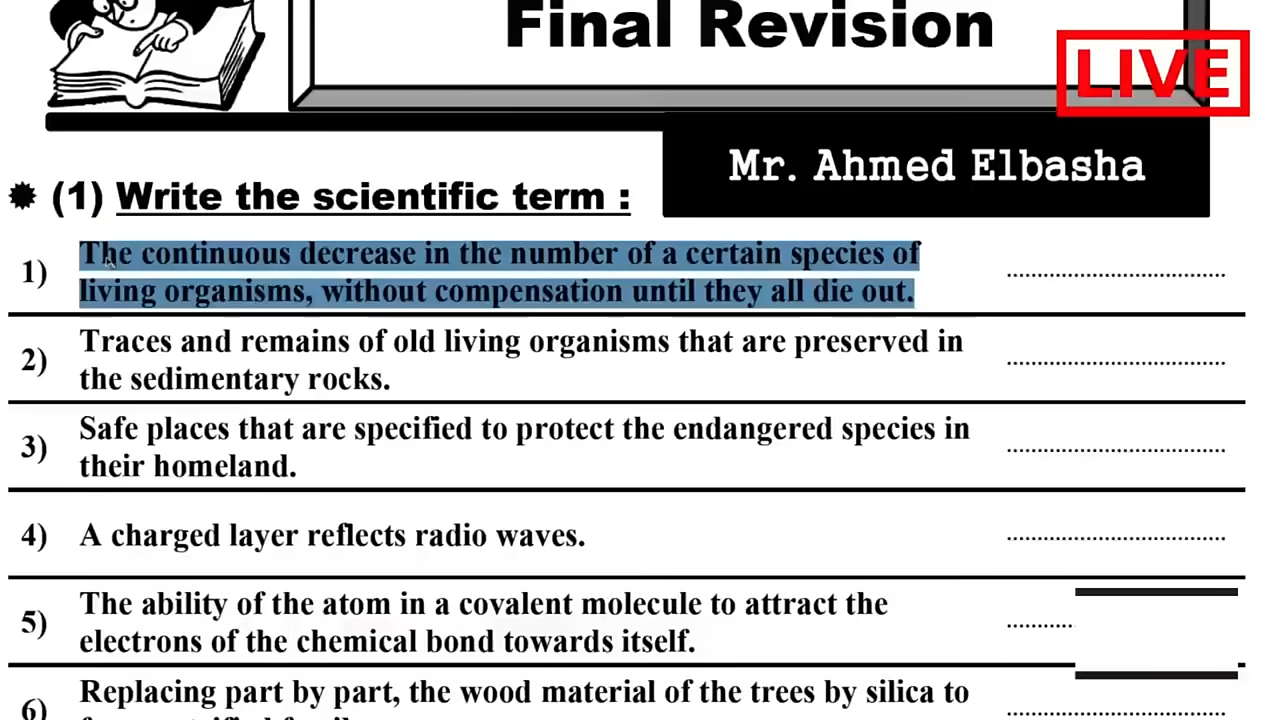 Final Revision
LIVE
Mr. Ahmed Elbasha
(1) Write the scientific term :
1) The continuous decrease in the number of a certain species of
living organisms, without compensation until they all die out. ....................................
2) Traces and remains of old living organisms that are preserved in
the sedimentary rocks. ....................................
3) Safe places that are specified to protect the endangered species in
their homeland. ....................................
4) A charged layer reflects radio waves. ....................................
5) The ability of the atom in a covalent molecule to attract the
electrons of the chemical bond towards itself. ...........
6) Replacing part by part, the wood material of the trees by silica to